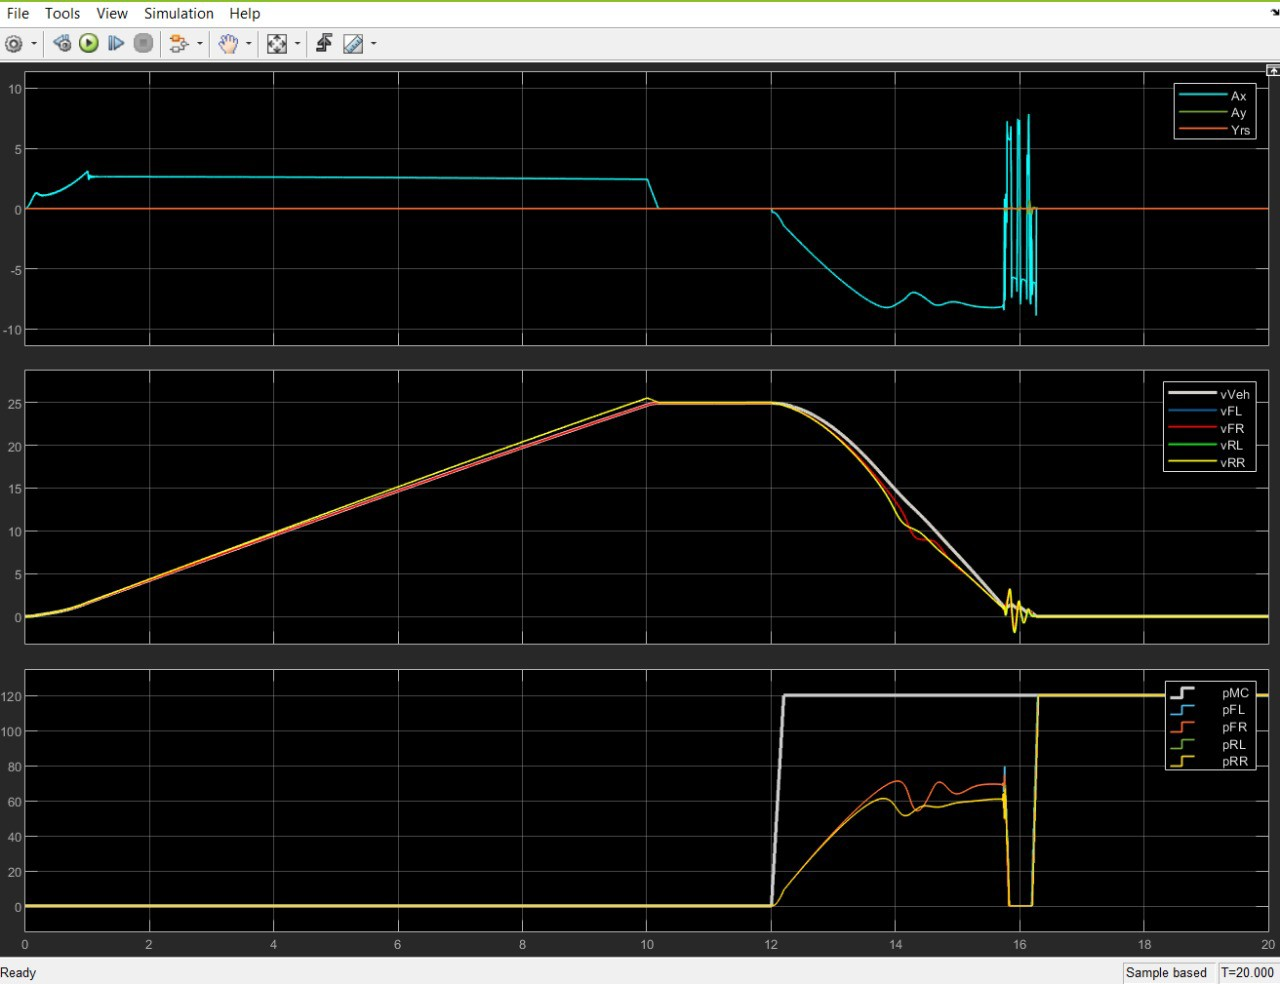 File Tools View Simulation Help
10
5
0
-5
-10
Ax
Ay
Yrs
25
20
15
10
5
0
vVeh
vFL
vFR
vRL
vRR
120
100
80
60
40
20
0
pMC
pFL
pFR
pRL
pRR
0 2 4 6 8 10 12 14 16 18 20
Ready Sample based T=20.000